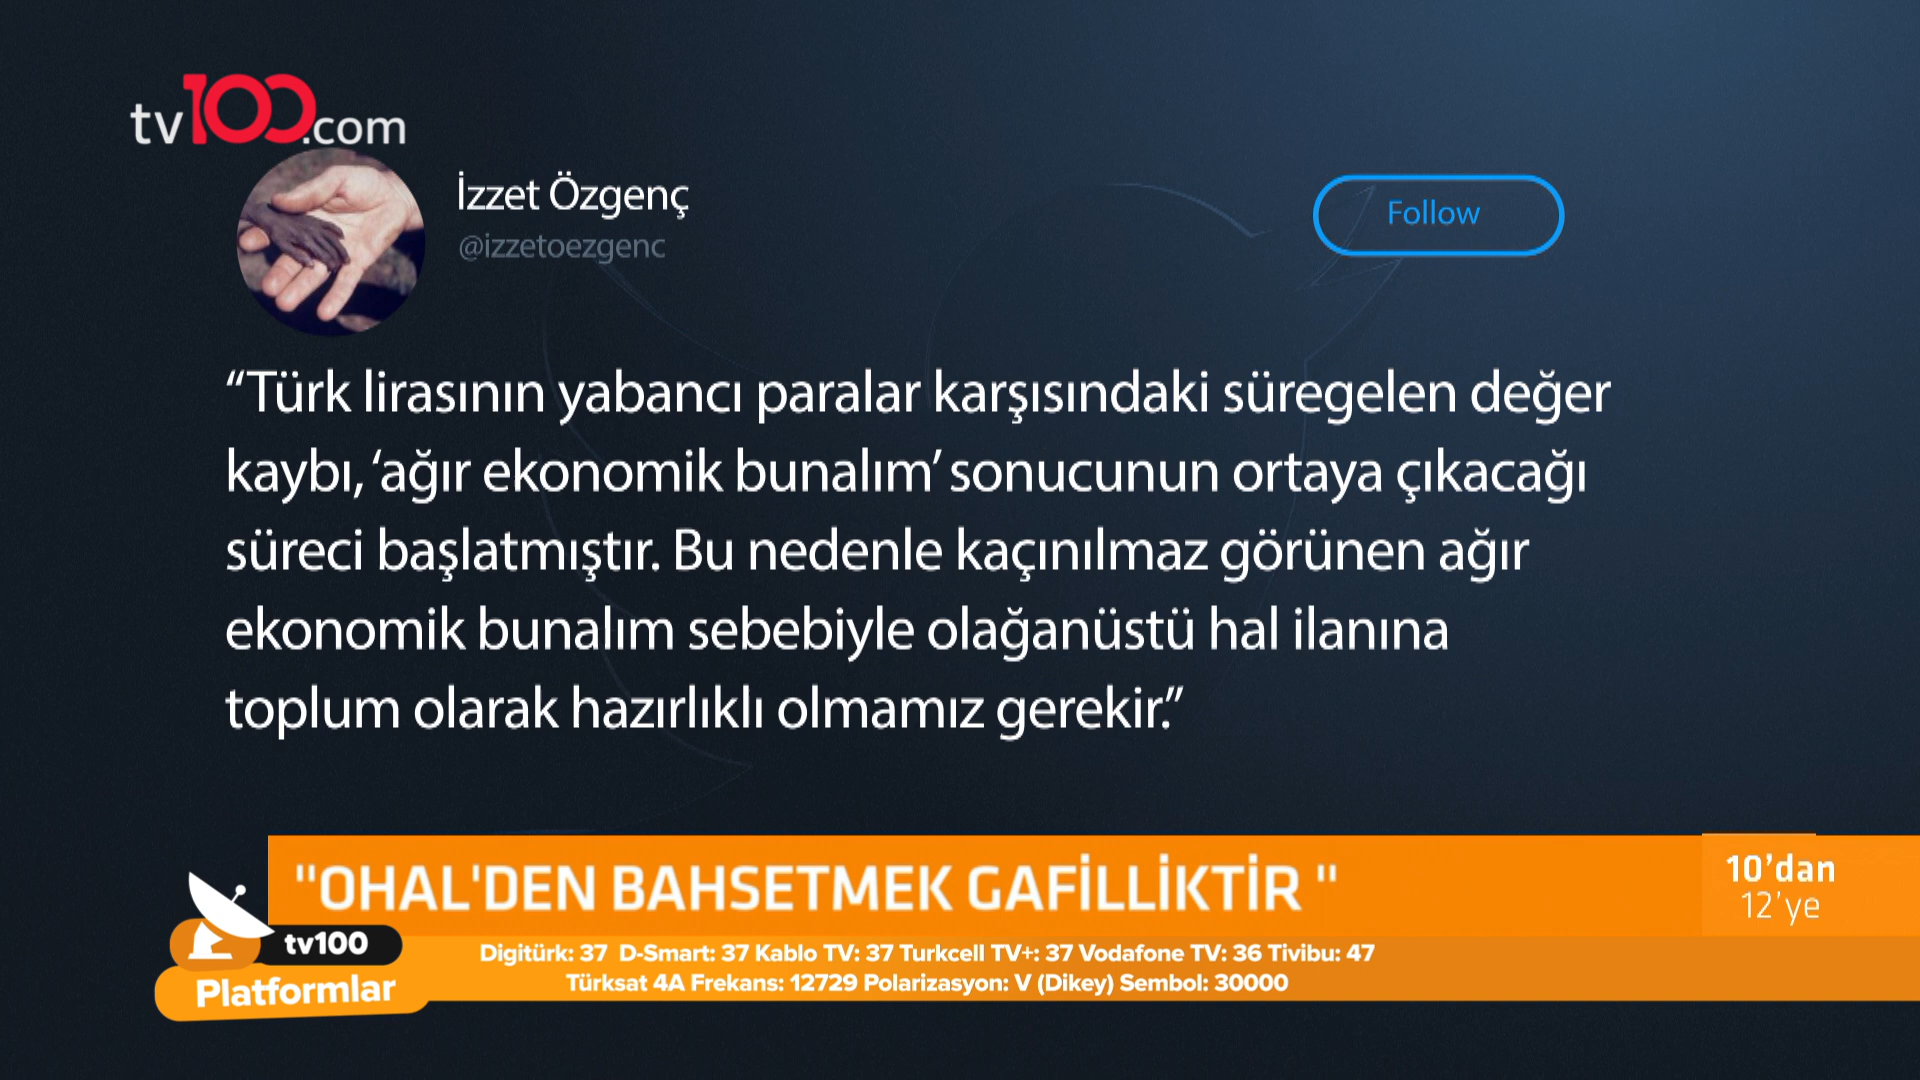 tv100.com
İzzet Özgenç
@izzetoezgenc
Follow
“Türk lirasının yabancı paralar karşısındaki süregelen değer
kaybı, ‘ağır ekonomik bunalım’ sonucunun ortaya çıkacağı
süreci başlatmıştır. Bu nedenle kaçınılmaz görünen ağır
ekonomik bunalım sebebiyle olağanüstü hal ilanına
toplum olarak hazırlıklı olmamız gerekir.”
"OHAL'DEN BAHSETMEK GAFİLLİKTİR "
10’dan
12’ye
tv100
Platformlar
Digitürk: 37 D-Smart: 37 Kablo TV: 37 Turkcell TV+: 37 Vodafone TV: 36 Tivibu: 47
Türksat 4A Frekans: 12729 Polarizasyon: V (Dikey) Sembol: 30000